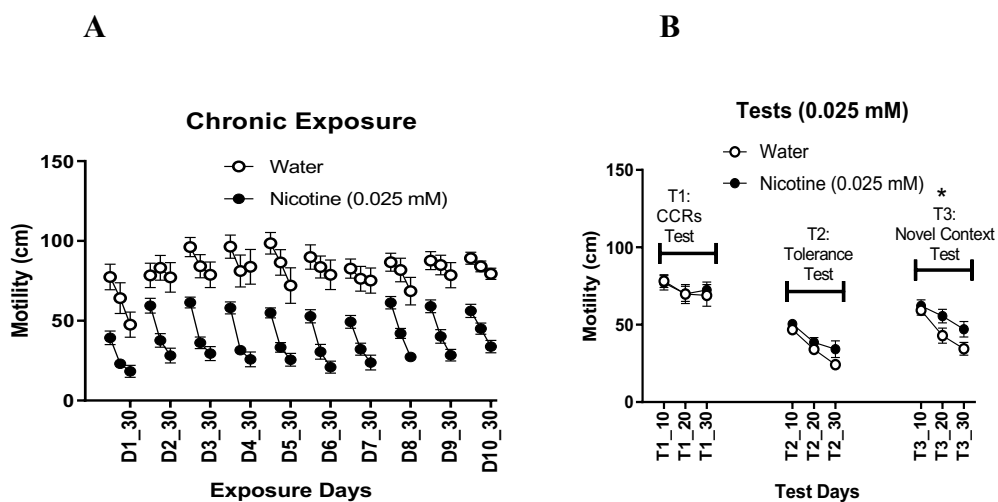 A
Chronic Exposure
Water
Nicotine (0.025 mM)
Motility (cm)
150
100
50
0
D1_30
D2_30
D3_30
D4_30
D5_30
D6_30
D7_30
D8_30
D9_30
D10_30
Exposure Days
B
Tests (0.025 mM)
Water
Nicotine (0.025 mM)
Motility (cm)
150
100
50
0
T1:
CCRs
Test
T2:
Tolerance
Test
*
T3:
Novel Context
Test
T1_10
T1_20
T1_30
T2_10
T2_20
T2_30
T3_10
T3_20
T3_30
Test Days